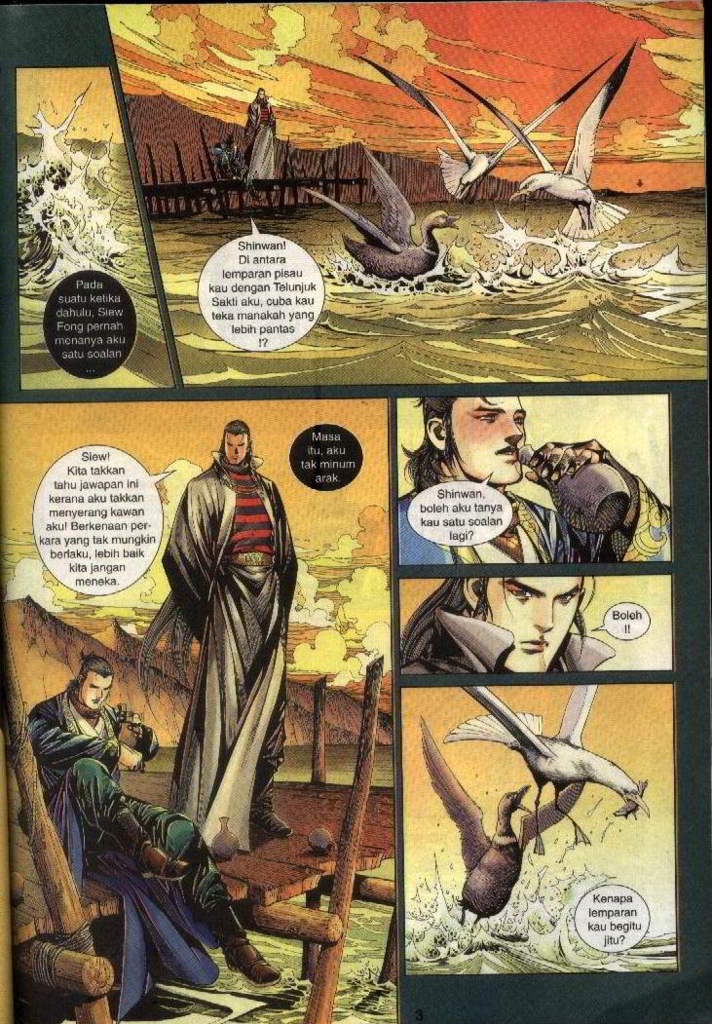 Pada
suatu ketika
dahulu, Siew
Fong pernah
menanya aku
satu soalan
...
Shinwan!
Di antara
lemparan pisau
kau dengan Telunjuk
Sakti aku, cuba kau
teka manakah yang
lebih pantas
!?
Siew!
Kita takkan
tahu jawapan ini
kerana aku takkan
menyerang kawan
aku! Berkenaan per-
kara yang tak mungkin
berlaku, lebih baik
kita jangan
meneka.
Masa
itu, aku
tak minum
arak.
Shinwan,
boleh aku tanya
kau satu soalan
lagi?
Boleh
!!
Kenapa
lemparan
kau begitu
jitu?
3